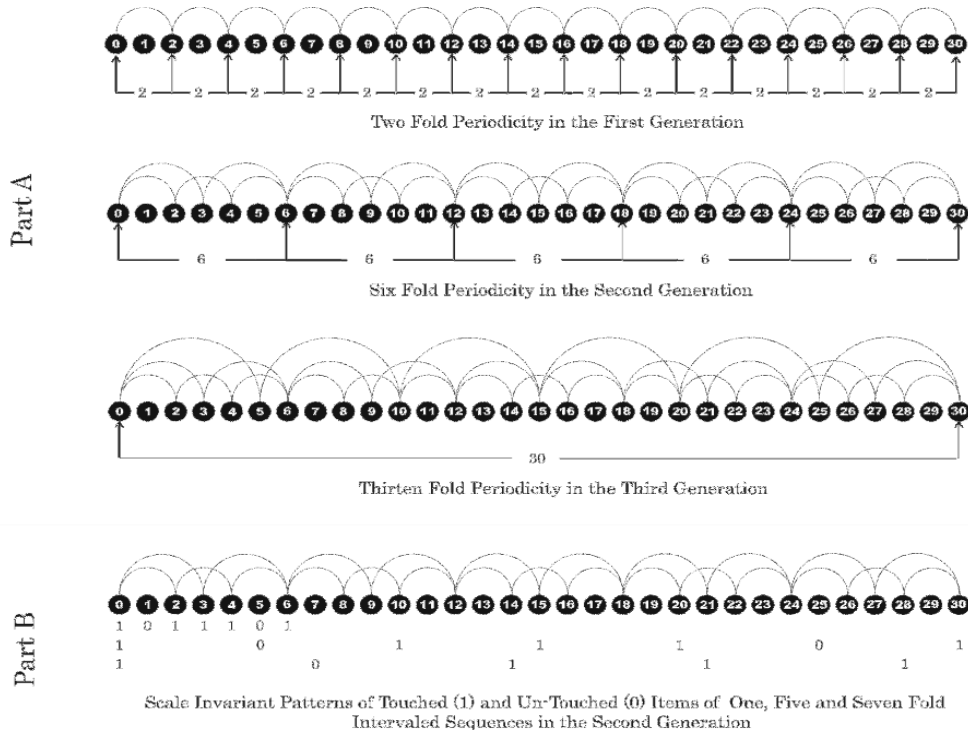 0 1 2 3 4 5 6 7 8 9 10 11 12 13 14 15 16 17 18 19 20 21 22 23 24 25 26 27 28 29 30
2 2 2 2 2 2 2 2 2 2 2 2 2 2 2
Two Fold Periodicity in the First Generation
Part A
0 1 2 3 4 5 6 7 8 9 10 11 12 13 14 15 16 17 18 19 20 21 22 23 24 25 26 27 28 29 30
6 6 6 6 6
Six Fold Periodicity in the Second Generation
0 1 2 3 4 5 6 7 8 9 10 11 12 13 14 15 16 17 18 19 20 21 22 23 24 25 26 27 28 29 30
30
Thirten Fold Periodicity in the Third Generation
Part B
0 1 2 3 4 5 6 7 8 9 10 11 12 13 14 15 16 17 18 19 20 21 22 23 24 25 26 27 28 29 30
1 0 1 1 1 0 1
1 0 1 1 1 0 1
1 0 1 1 1
Scale Invariant Patterns of Touched (1) and Un-Touched (0) Items of One, Five and Seven Fold
Intervaled Sequences in the Second Generation